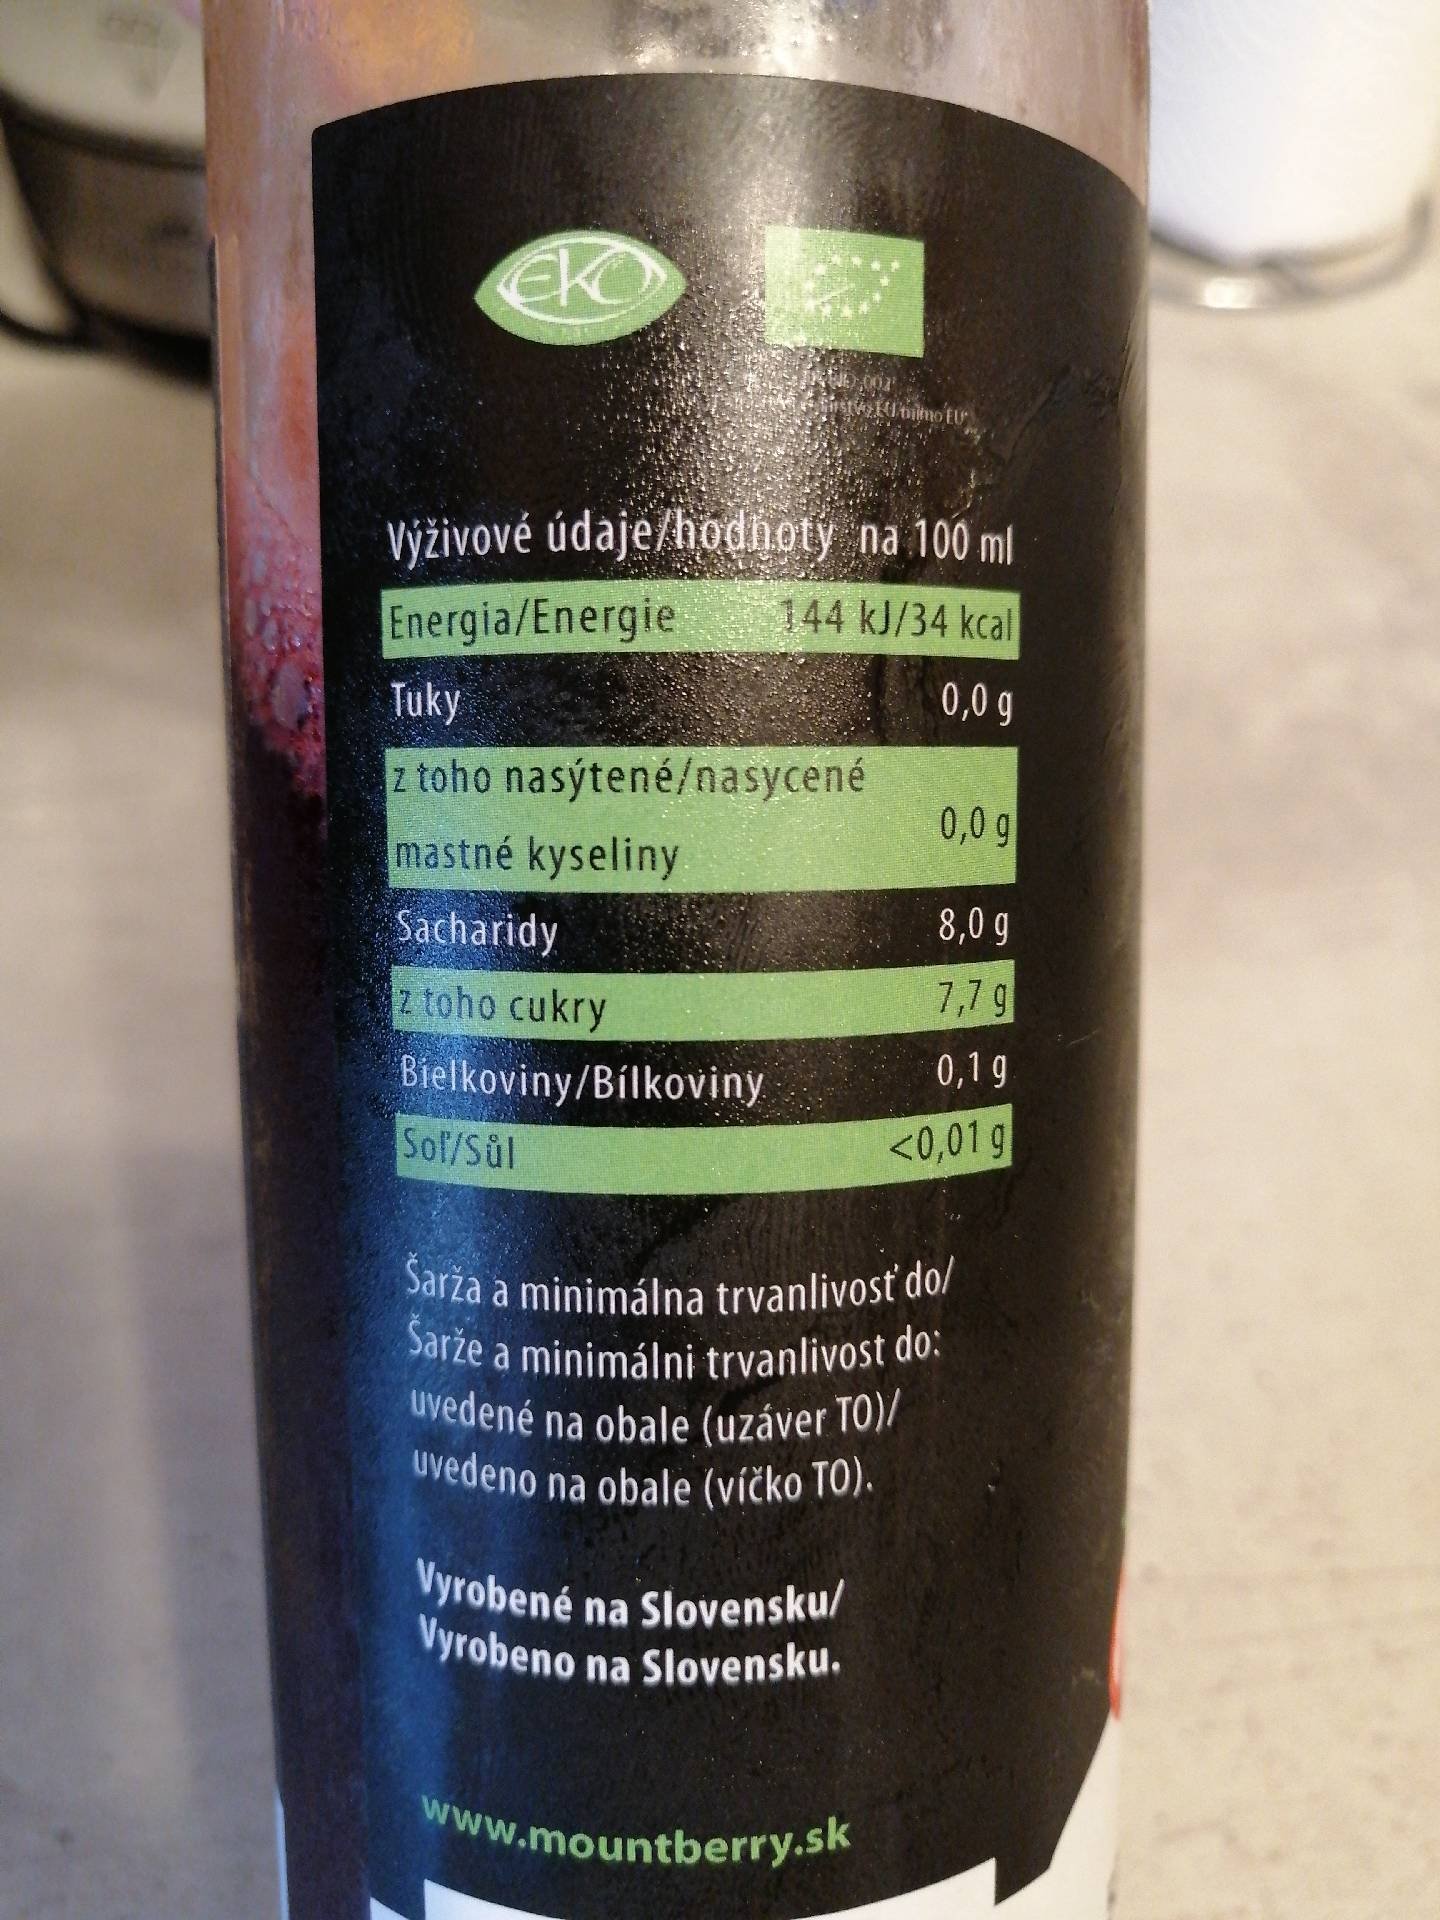 EKO
Výživové údaje/hodnoty na 100 ml
Energia/Energie 144 kJ/34 kcal
Tuky 0,0 g
z toho nasýtené/nasycené
mastné kyseliny 0,0 g
Sacharidy 8,0 g
z toho cukry 7,7 g
Bielkoviny/Bílkoviny 0,1 g
Soľ/Sůl <0,01 g
Šarža a minimálna trvanlivosť do/
Šarže a minimálni trvanlivost do:
uvedené na obale (uzáver TO)/
uvedeno na obale (víčko TO).
Vyrobené na Slovensku/
Vyrobeno na Slovensku.
www.mountberry.sk